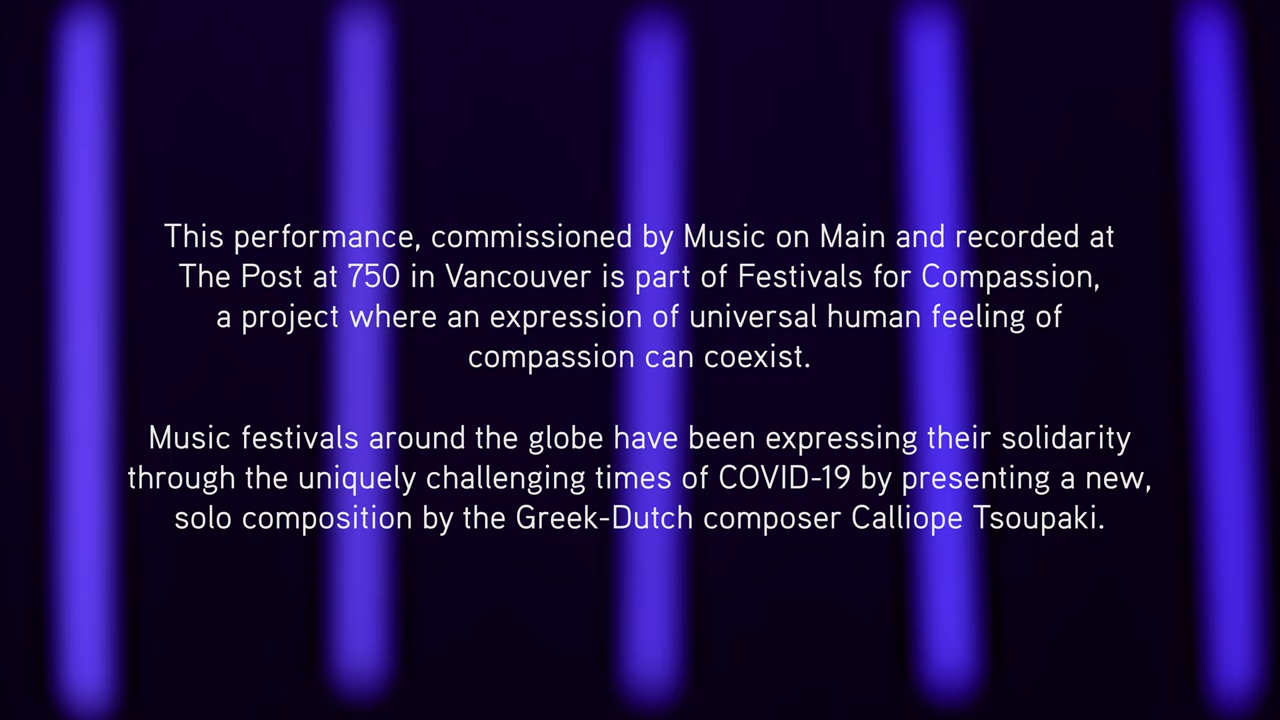 This performance, commissioned by Music on Main and recorded at
The Post at 750 in Vancouver is part of Festivals for Compassion,
a project where an expression of universal human feeling of
compassion can coexist.
Music festivals around the globe have been expressing their solidarity
through the uniquely challenging times of COVID-19 by presenting a new,
solo composition by the Greek-Dutch composer Calliope Tsoupaki.